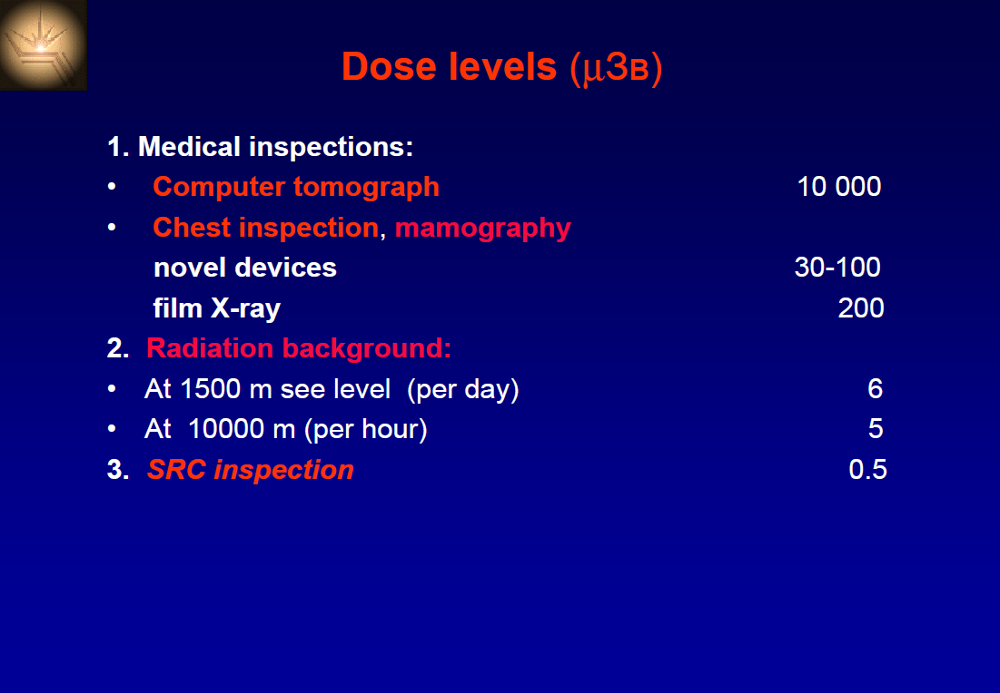 Dose levels (μЗв)
1. Medical inspections:
• Computer tomograph 10 000
• Chest inspection, mamography
novel devices 30-100
film X-ray 200
2. Radiation background:
• At 1500 m see level (per day) 6
• At 10000 m (per hour) 5
3. SRC inspection 0.5